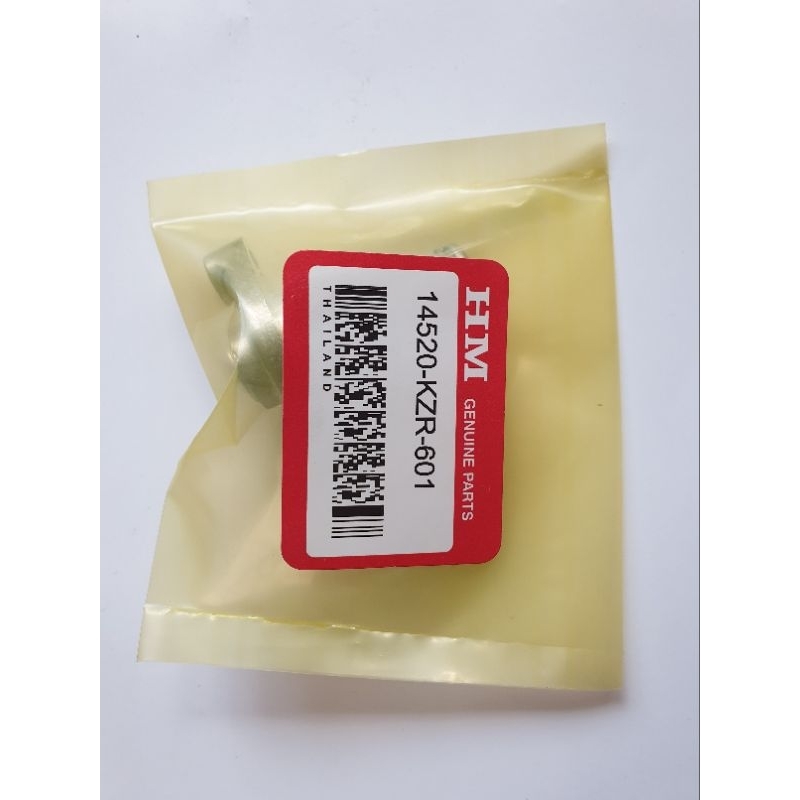 HM GENUINE PARTS
14520-KZR-601
THAILAND